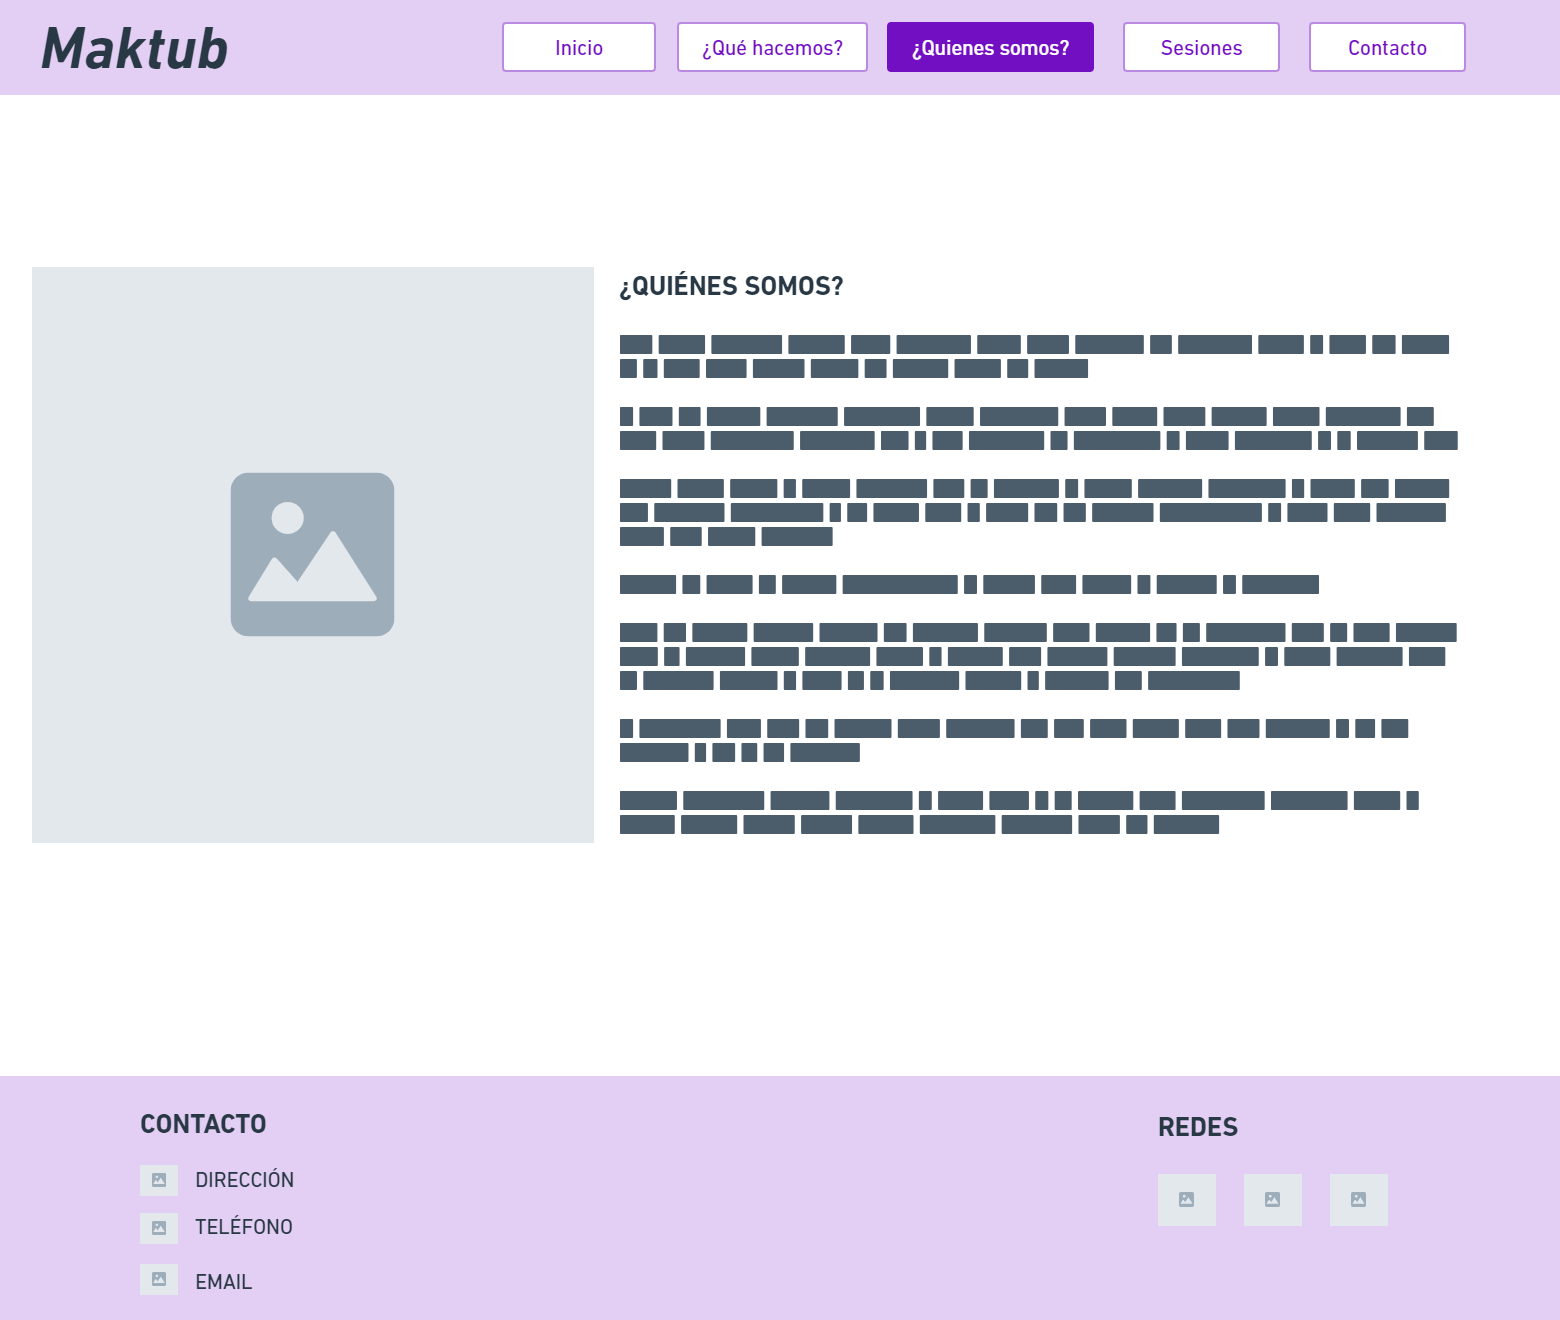 Maktub
Inicio
¿Qué hacemos?
¿Quienes somos?
Sesiones
Contacto
¿QUIÉNES SOMOS?
CONTACTO
DIRECCIÓN
TELÉFONO
EMAIL
REDES